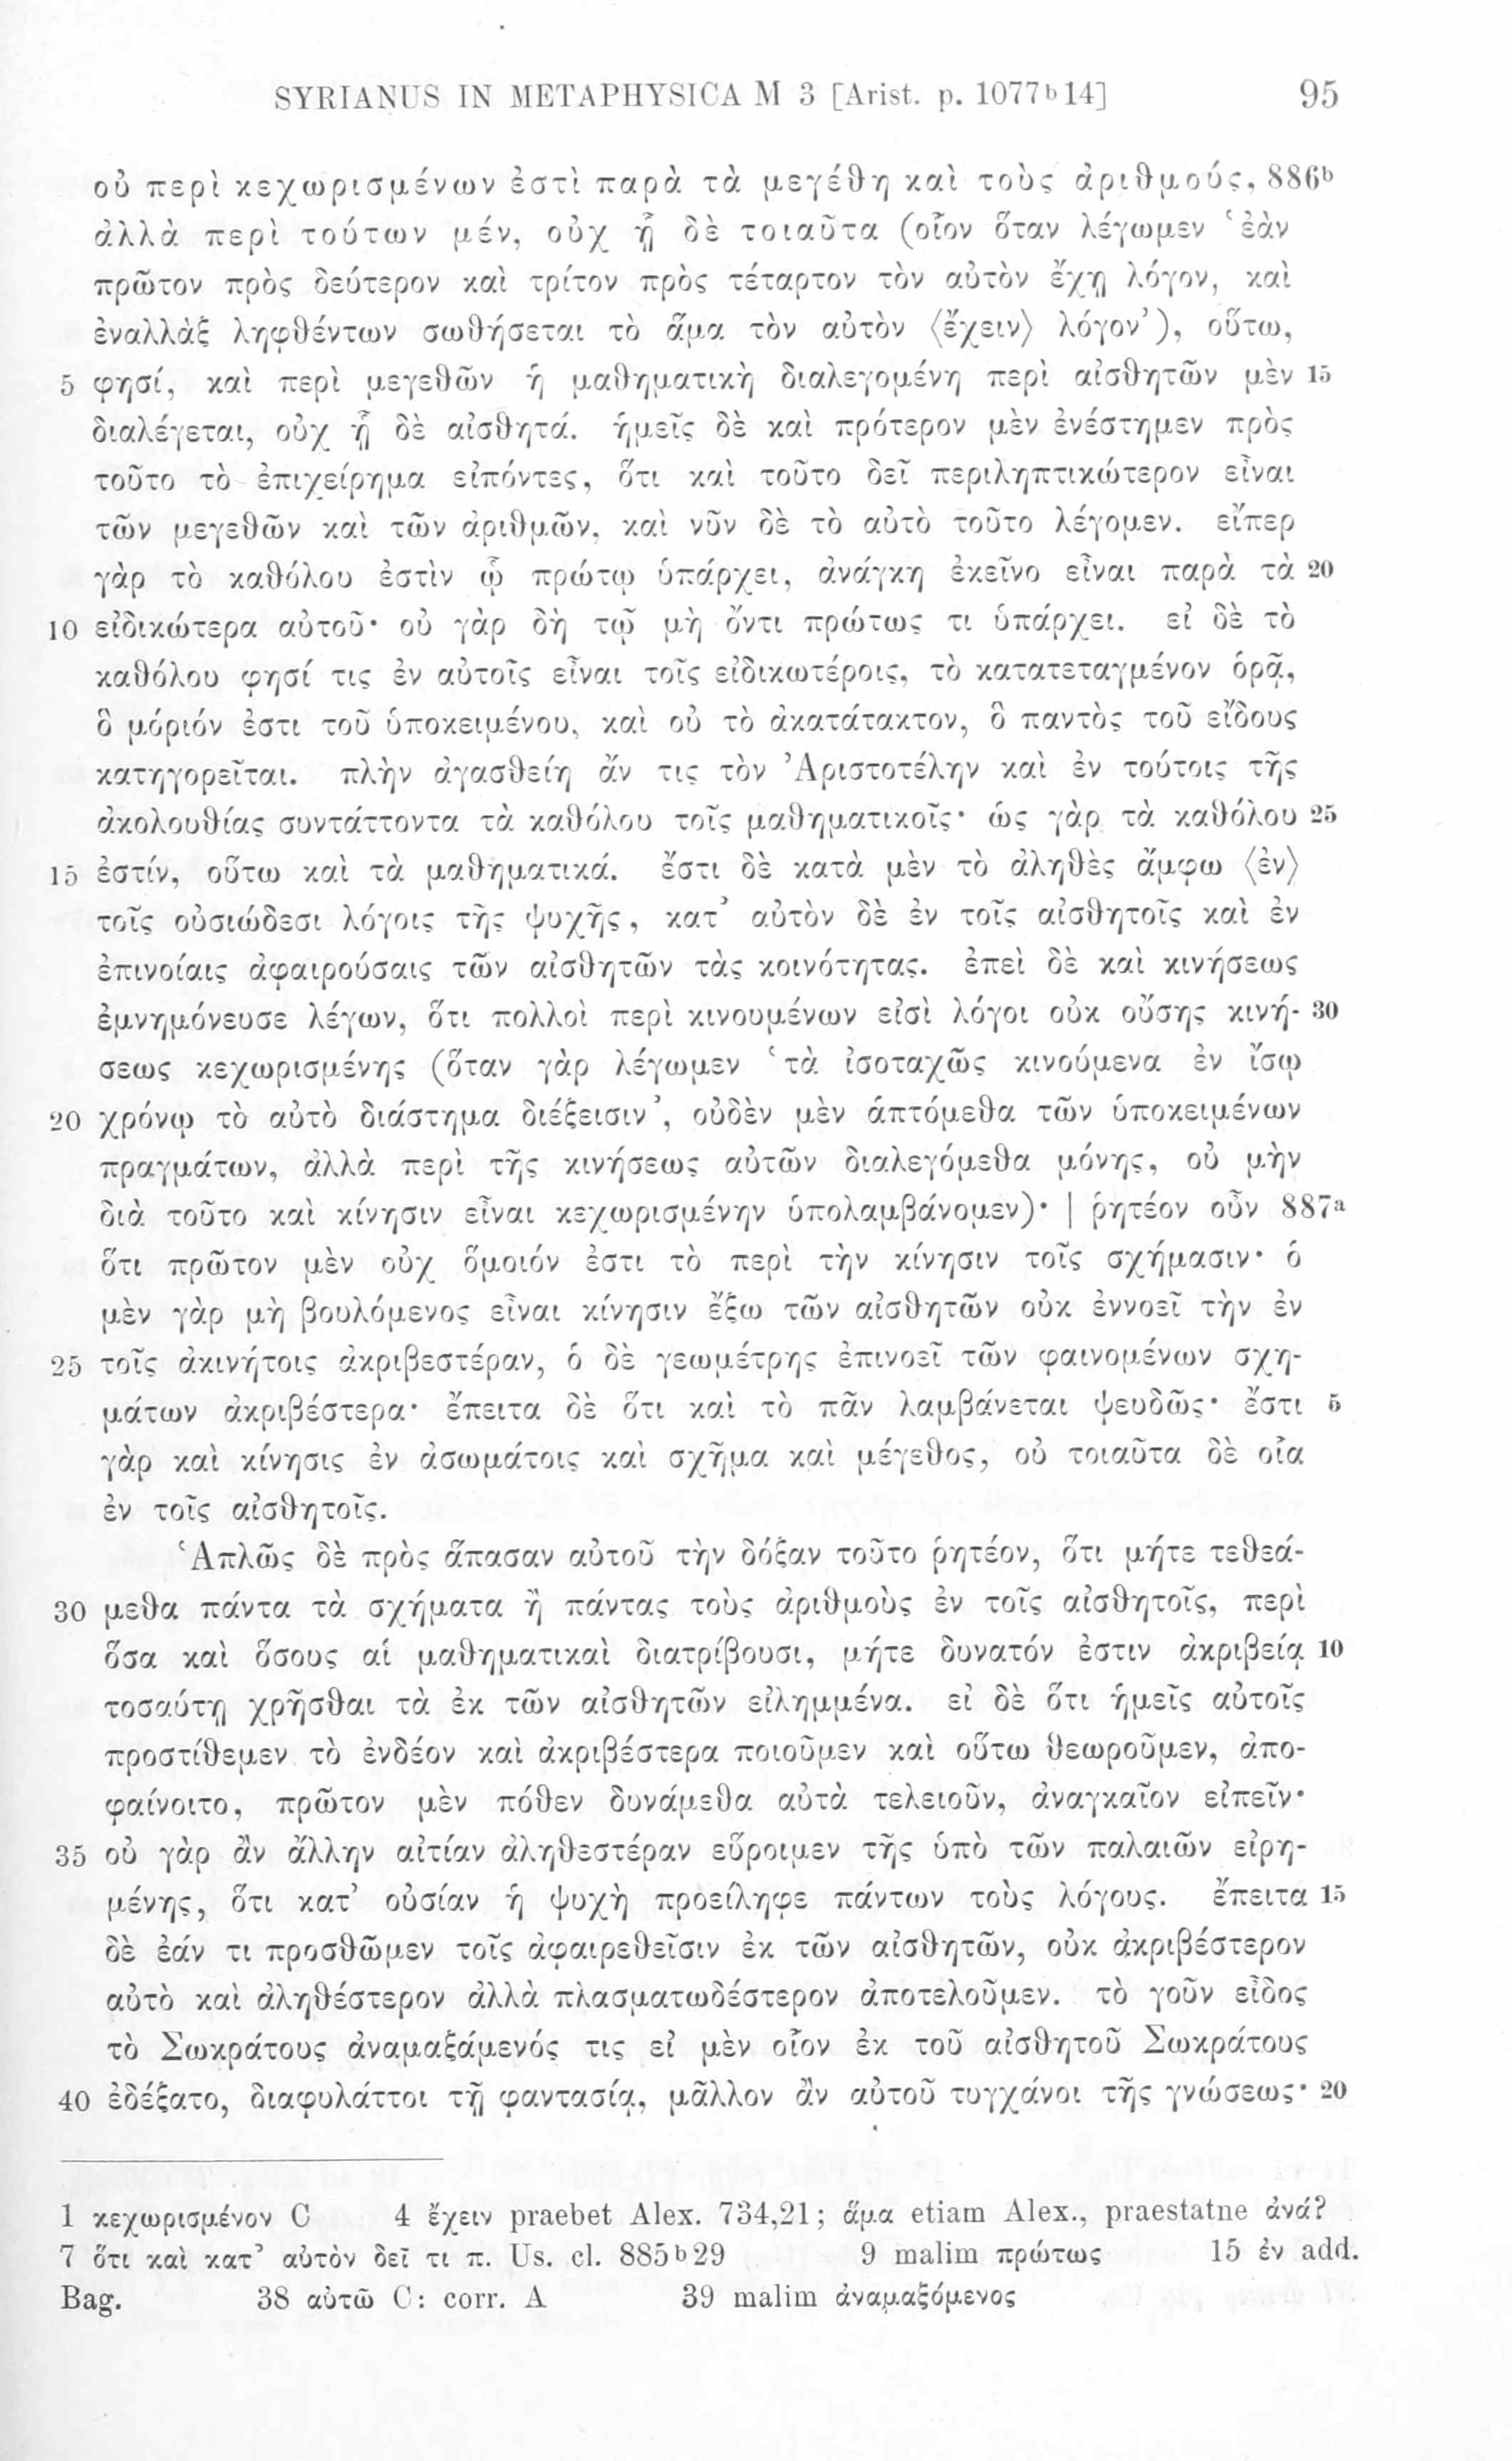 SYRIANUS IN METAPHYSICA M 3 [Arist. p. 1077ᵇ14] 95
οὐ περὶ κεχωρισμένων ἐστὶ παρὰ τὰ μεγέθη καὶ τοὺς ἀριθμούς, 886ᵇ
ἀλλὰ περὶ τούτων μέν, οὐχ ᾗ δὲ τοιαῦτα (οἷον ὅταν λέγωμεν ‘ἐὰν
πρῶτον πρὸς δεύτερον καὶ τρίτον πρὸς τέταρτον τὸν αὐτὸν ἔχῃ λόγον, καὶ
ἐναλλὰξ ληφθέντων σωθήσεται τὸ ἅμα τὸν αὐτὸν ⟨ἔχειν⟩ λόγον’), οὕτω,
5 φησί, καὶ περὶ μεγεθῶν ἡ μαθηματικὴ διαλεγομένη περὶ αἰσθητῶν μὲν 15
διαλέγεται, οὐχ ᾗ δὲ αἰσθητά. ἡμεῖς δὲ καὶ πρότερον μὲν ἐνέστημεν πρὸς
τοῦτο τὸ ἐπιχείρημα εἰπόντες, ὅτι καὶ τοῦτο δεῖ περιληπτικώτερον εἶναι
τῶν μεγεθῶν καὶ τῶν ἀριθμῶν, καὶ νῦν δὲ τὸ αὐτὸ τοῦτο λέγομεν. εἴπερ
γὰρ τὸ καθόλου ἐστὶν ᾧ πρώτῳ ὑπάρχει, ἀνάγκη ἐκεῖνο εἶναι παρὰ τὰ 20
10 εἰδικώτερα αὐτοῦ· οὐ γὰρ δὴ τῷ μὴ ὄντι πρώτως τι ὑπάρχει. εἰ δὲ τὸ
καθόλου φησί τις ἐν αὐτοῖς εἶναι τοῖς εἰδικωτέροις, τὸ κατατεταγμένον ὁρᾷ,
ὃ μόριόν ἐστι τοῦ ὑποκειμένου, καὶ οὐ τὸ ἀκατάτακτον, ὃ παντὸς τοῦ εἴδους
κατηγορεῖται. πλὴν ἀγασθείη ἄν τις τὸν Ἀριστοτέλην καὶ ἐν τούτοις τῆς
ἀκολουθίας συντάττοντα τὰ καθόλου τοῖς μαθηματικοῖς· ὡς γὰρ τὰ καθόλου 25
15 ἐστίν, οὕτω καὶ τὰ μαθηματικά. ἔστι δὲ κατὰ μὲν τὸ ἀληθὲς ἄμφω ⟨ἐν⟩
τοῖς οὐσιώδεσι λόγοις τῆς ψυχῆς, κατ’ αὐτὸν δὲ ἐν τοῖς αἰσθητοῖς καὶ ἐν
ἐπινοίαις ἀφαιρούσαις τῶν αἰσθητῶν τὰς κοινότητας. ἐπεὶ δὲ καὶ κινήσεως
ἐμνημόνευσε λέγων, ὅτι πολλοὶ περὶ κινουμένων εἰσὶ λόγοι οὐκ οὔσης κινή- 30
σεως κεχωρισμένης (ὅταν γὰρ λέγωμεν ‘τὰ ἰσοταχῶς κινούμενα ἐν ἴσῳ
20 χρόνῳ τὸ αὐτὸ διάστημα διέξεισιν’, οὐδὲν μὲν ἁπτόμεθα τῶν ὑποκειμένων
πραγμάτων, ἀλλὰ περὶ τῆς κινήσεως αὐτῶν διαλεγόμεθα μόνης, οὐ μὴν
διὰ τοῦτο καὶ κίνησιν εἶναι κεχωρισμένην ὑπολαμβάνομεν)· | ῥητέον οὖν 887ᵃ
ὅτι πρῶτον μὲν οὐχ ὅμοιόν ἐστι τὸ περὶ τὴν κίνησιν τοῖς σχήμασιν· ὁ
μὲν γὰρ μὴ βουλόμενος εἶναι κίνησιν ἔξω τῶν αἰσθητῶν οὐκ ἐννοεῖ τὴν ἐν
25 τοῖς ἀκινήτοις ἀκριβεστέραν, ὁ δὲ γεωμέτρης ἐπινοεῖ τῶν φαινομένων σχη-
μάτων ἀκριβέστερα· ἔπειτα δὲ ὅτι καὶ τὸ πᾶν λαμβάνεται ψευδῶς· ἔστι 5
γὰρ καὶ κίνησις ἐν ἀσωμάτοις καὶ σχῆμα καὶ μέγεθος, οὐ τοιαῦτα δὲ οἷα
ἐν τοῖς αἰσθητοῖς.
Ἁπλῶς δὲ πρὸς ἅπασαν αὐτοῦ τὴν δόξαν τοῦτο ῥητέον, ὅτι μήτε τεθεά-
30 μεθα πάντα τὰ σχήματα ἢ πάντας τοὺς ἀριθμοὺς ἐν τοῖς αἰσθητοῖς, περὶ
ὅσα καὶ ὅσους αἱ μαθηματικαὶ διατρίβουσι, μήτε δυνατόν ἐστιν ἀκριβείᾳ 10
τοσαύτῃ χρῆσθαι τὰ ἐκ τῶν αἰσθητῶν εἰλημμένα. εἰ δὲ ὅτι ἡμεῖς αὐτοῖς
προστίθεμεν τὸ ἐνδέον καὶ ἀκριβέστερα ποιοῦμεν καὶ οὕτω θεωροῦμεν, ἀπο-
φαίνοιτο, πρῶτον μὲν πόθεν δυνάμεθα αὐτὰ τελειοῦν, ἀναγκαῖον εἰπεῖν·
35 οὐ γὰρ ἂν ἄλλην αἰτίαν ἀληθεστέραν εὕροιμεν τῆς ὑπὸ τῶν παλαιῶν εἰρη-
μένης, ὅτι κατ’ οὐσίαν ἡ ψυχὴ προείληφε πάντων τοὺς λόγους. ἔπειτα 15
δὲ ἐάν τι προσθῶμεν τοῖς ἀφαιρεθεῖσιν ἐκ τῶν αἰσθητῶν, οὐκ ἀκριβέστερον
αὐτὸ καὶ ἀληθέστερον ἀλλὰ πλασματωδέστερον ἀποτελοῦμεν. τὸ γοῦν εἶδος
τὸ Σωκράτους ἀναμαξάμενός τις εἰ μὲν οἷον ἐκ τοῦ αἰσθητοῦ Σωκράτους
40 ἐδέξατο, διαφυλάττοι τῇ φαντασίᾳ, μᾶλλον ἂν αὐτοῦ τυγχάνοι τῆς γνώσεως· 20
1 κεχωρισμένον C 4 ἔχειν praebet Alex. 734,21; ἅμα etiam Alex., praestatne ἀνά?
7 ὅτι καὶ κατ’ αὐτὸν δεῖ τι π. Us. cl. 885ᵇ29 9 malim πρώτως 15 ἐν add.
Bag. 38 αὐτῶ C: corr. A 39 malim ἀναμαξόμενος